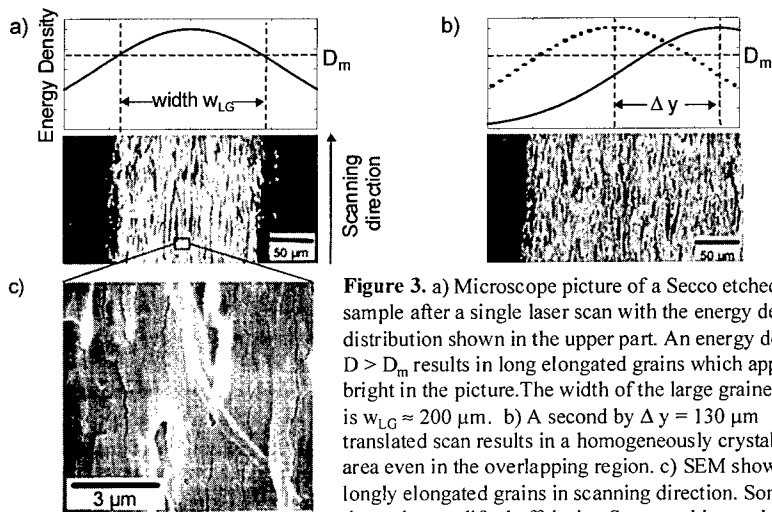 a)
b)
Energy Density
D_m
width w_LG
D_m
Δ y
Scanning direction
50 µm
50 µm
c)
3 µm
Figure 3. a) Microscope picture of a Secco etched
sample after a single laser scan with the energy de
distribution shown in the upper part. An energy de
D > D_m results in long elongated grains which app
bright in the picture.The width of the large graine
is w_LG ≈ 200 µm. b) A second by Δ y = 130 µm
translated scan results in a homogeneously crystal
area even in the overlapping region. c) SEM show
longly elongated grains in scanning direction. Son